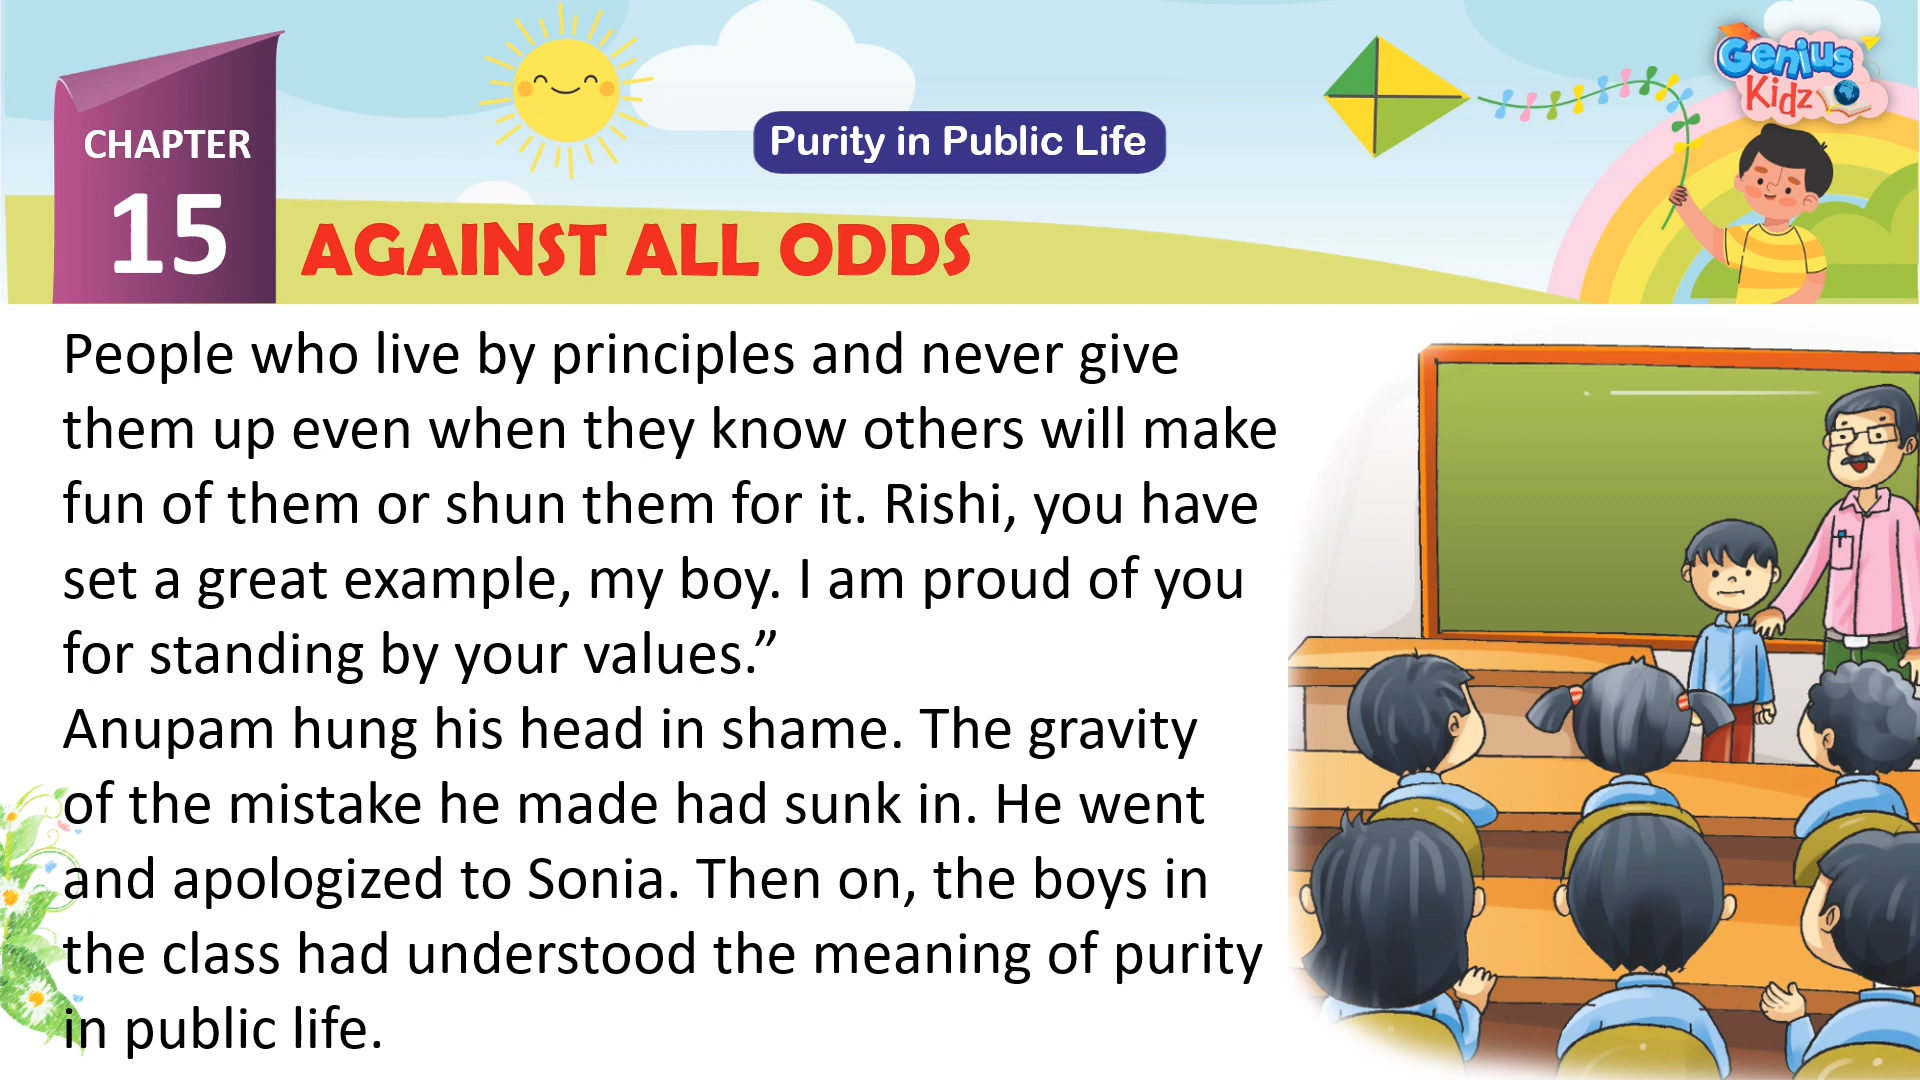 Genius
Kidz
CHAPTER
15
Purity in Public Life
AGAINST ALL ODDS
People who live by principles and never give
them up even when they know others will make
fun of them or shun them for it. Rishi, you have
set a great example, my boy. I am proud of you
for standing by your values.”
Anupam hung his head in shame. The gravity
of the mistake he made had sunk in. He went
and apologized to Sonia. Then on, the boys in
the class had understood the meaning of purity
in public life.